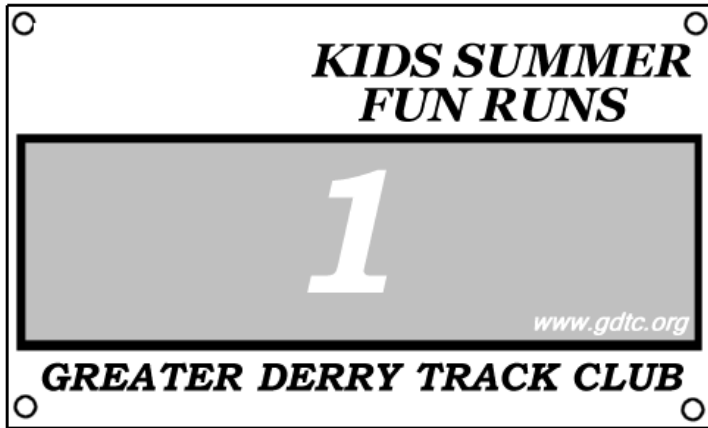 KIDS SUMMER
FUN RUNS
1
www.gdtc.org
GREATER DERRY TRACK CLUB